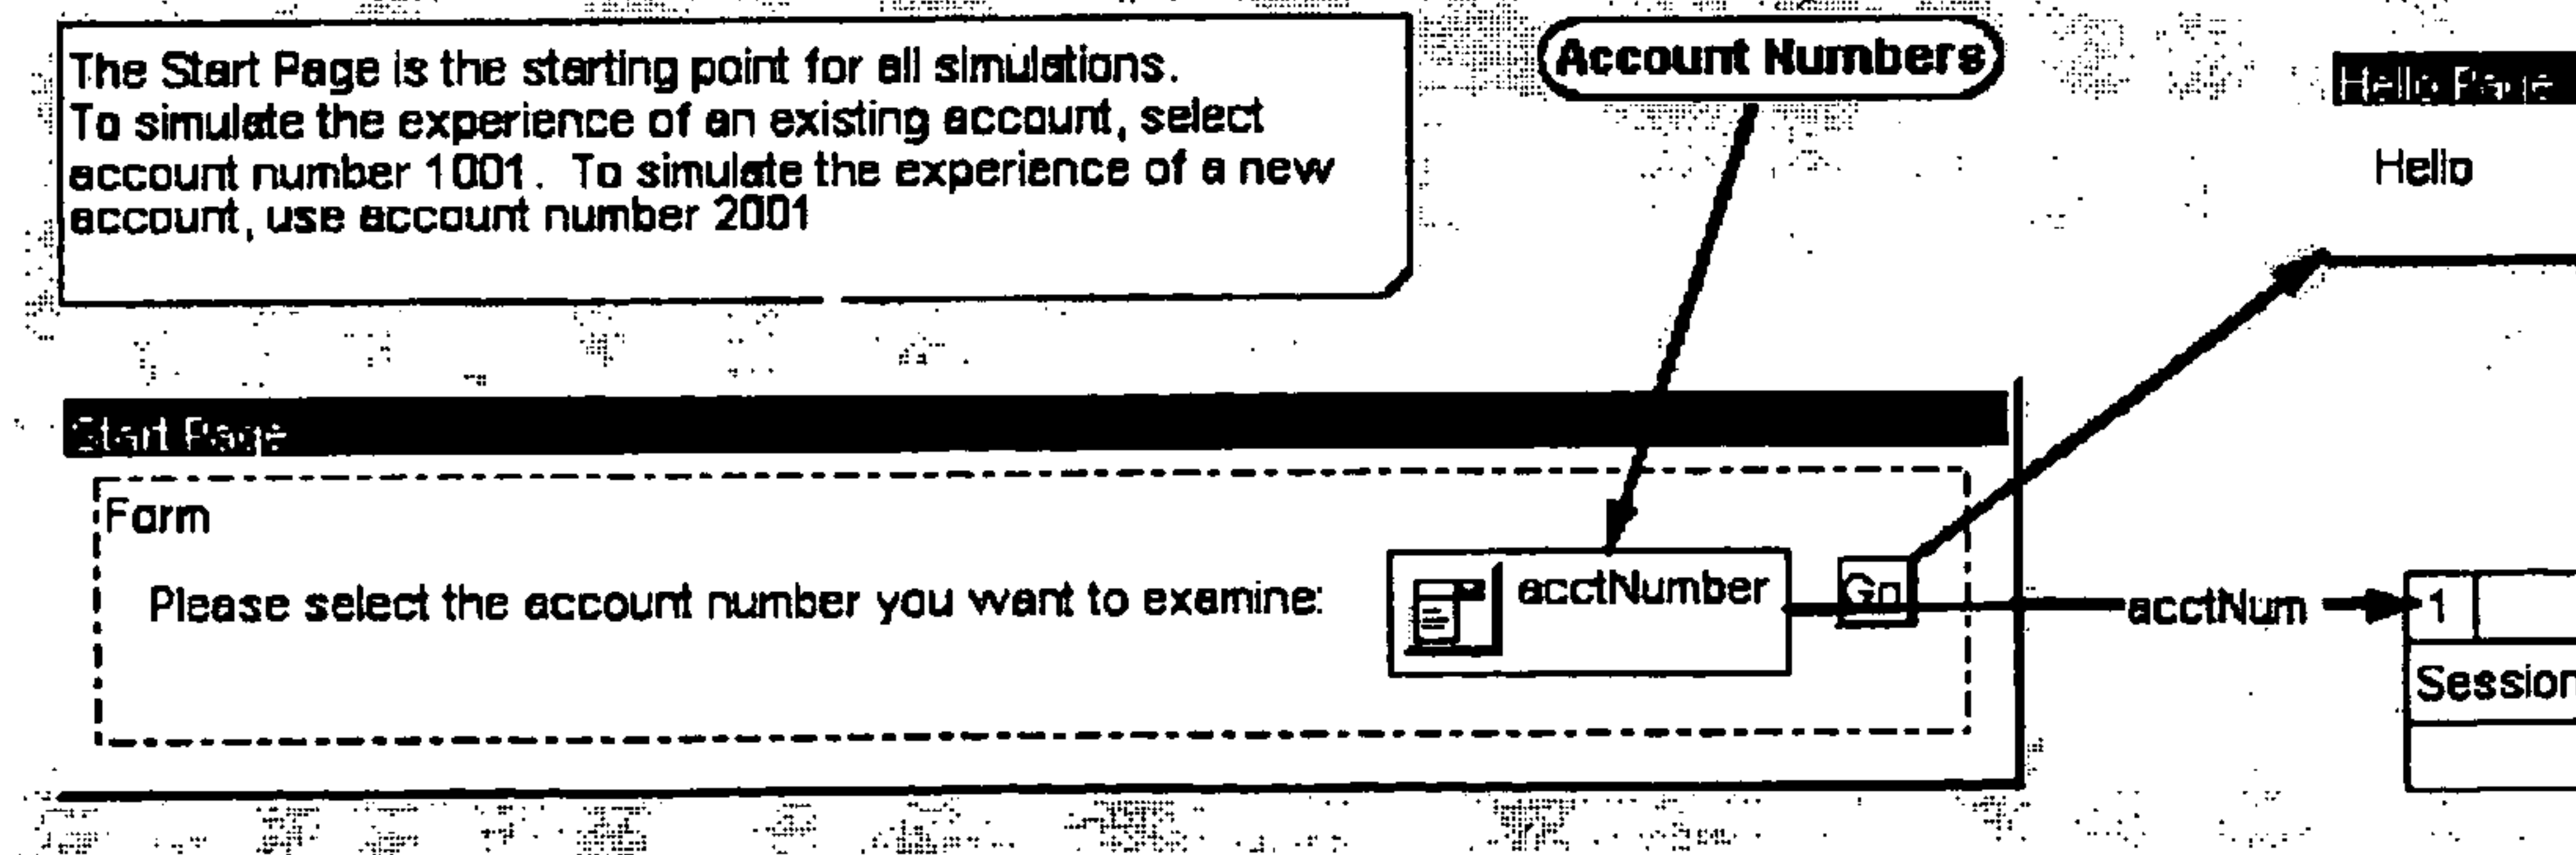 The Start Page is the starting point for all simulations.
To simulate the experience of an existing account, select
account number 1001. To simulate the experience of a new
account, use account number 2001
Account Numbers
Hello Page
Hello
Start Page
Form
Please select the account number you want to examine:
acctNumber
Go
acctNum
1
Session